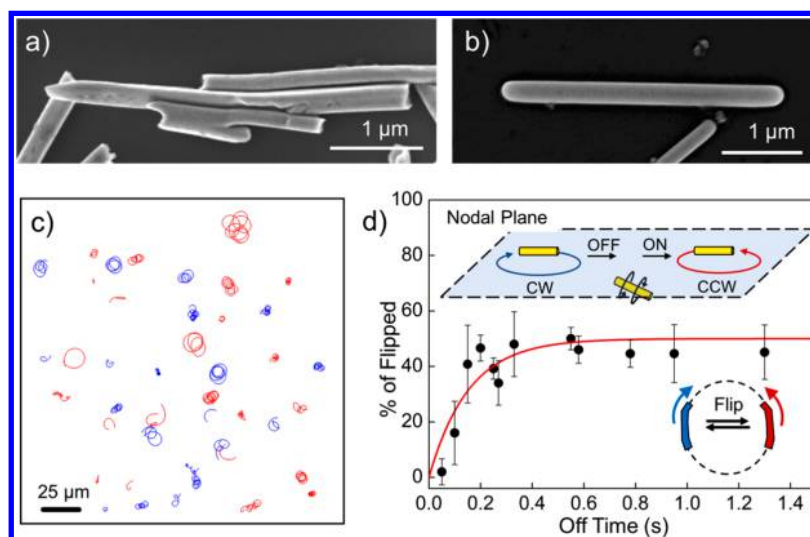 a)
1 µm
b)
1 µm
c)
25 µm
d)
Nodal Plane
OFF
ON
CW
CCW
Flip
% of Flipped
100
80
60
40
20
0
0.0 0.2 0.4 0.6 0.8 1.0 1.2 1.4
Off Time (s)